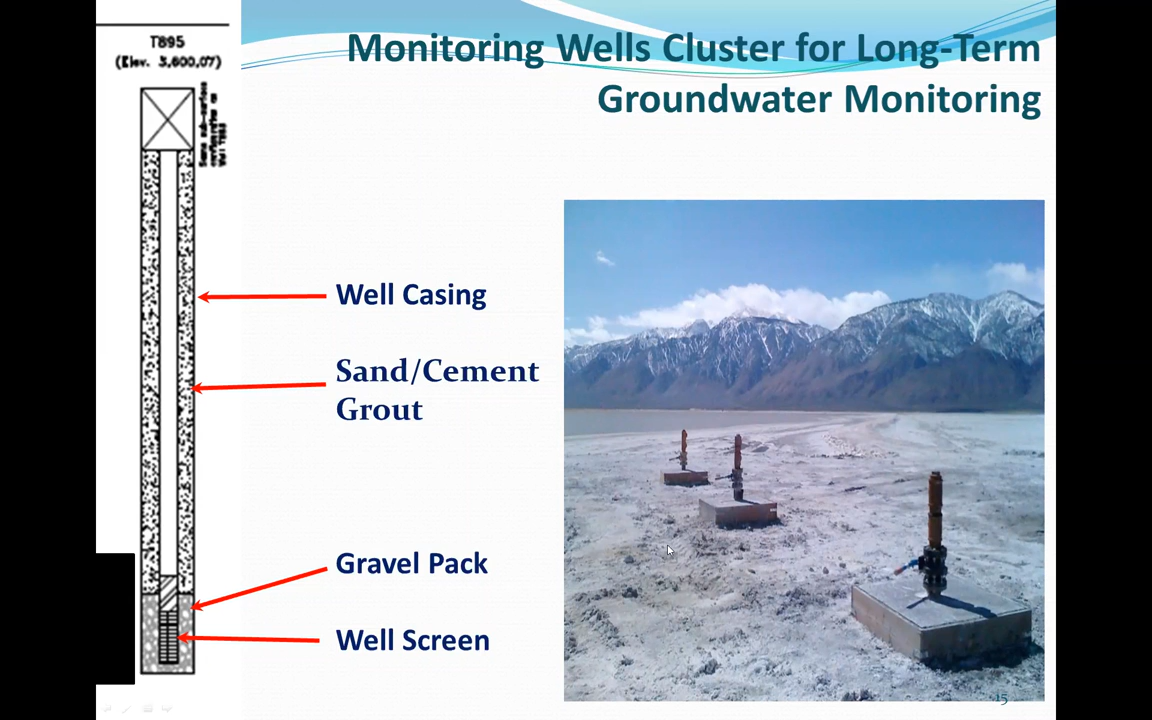 Monitoring Wells Cluster for Long-Term
Groundwater Monitoring
T895
(Elev. 3,600.07)
Well Casing
Sand/Cement
Grout
Gravel Pack
Well Screen
15